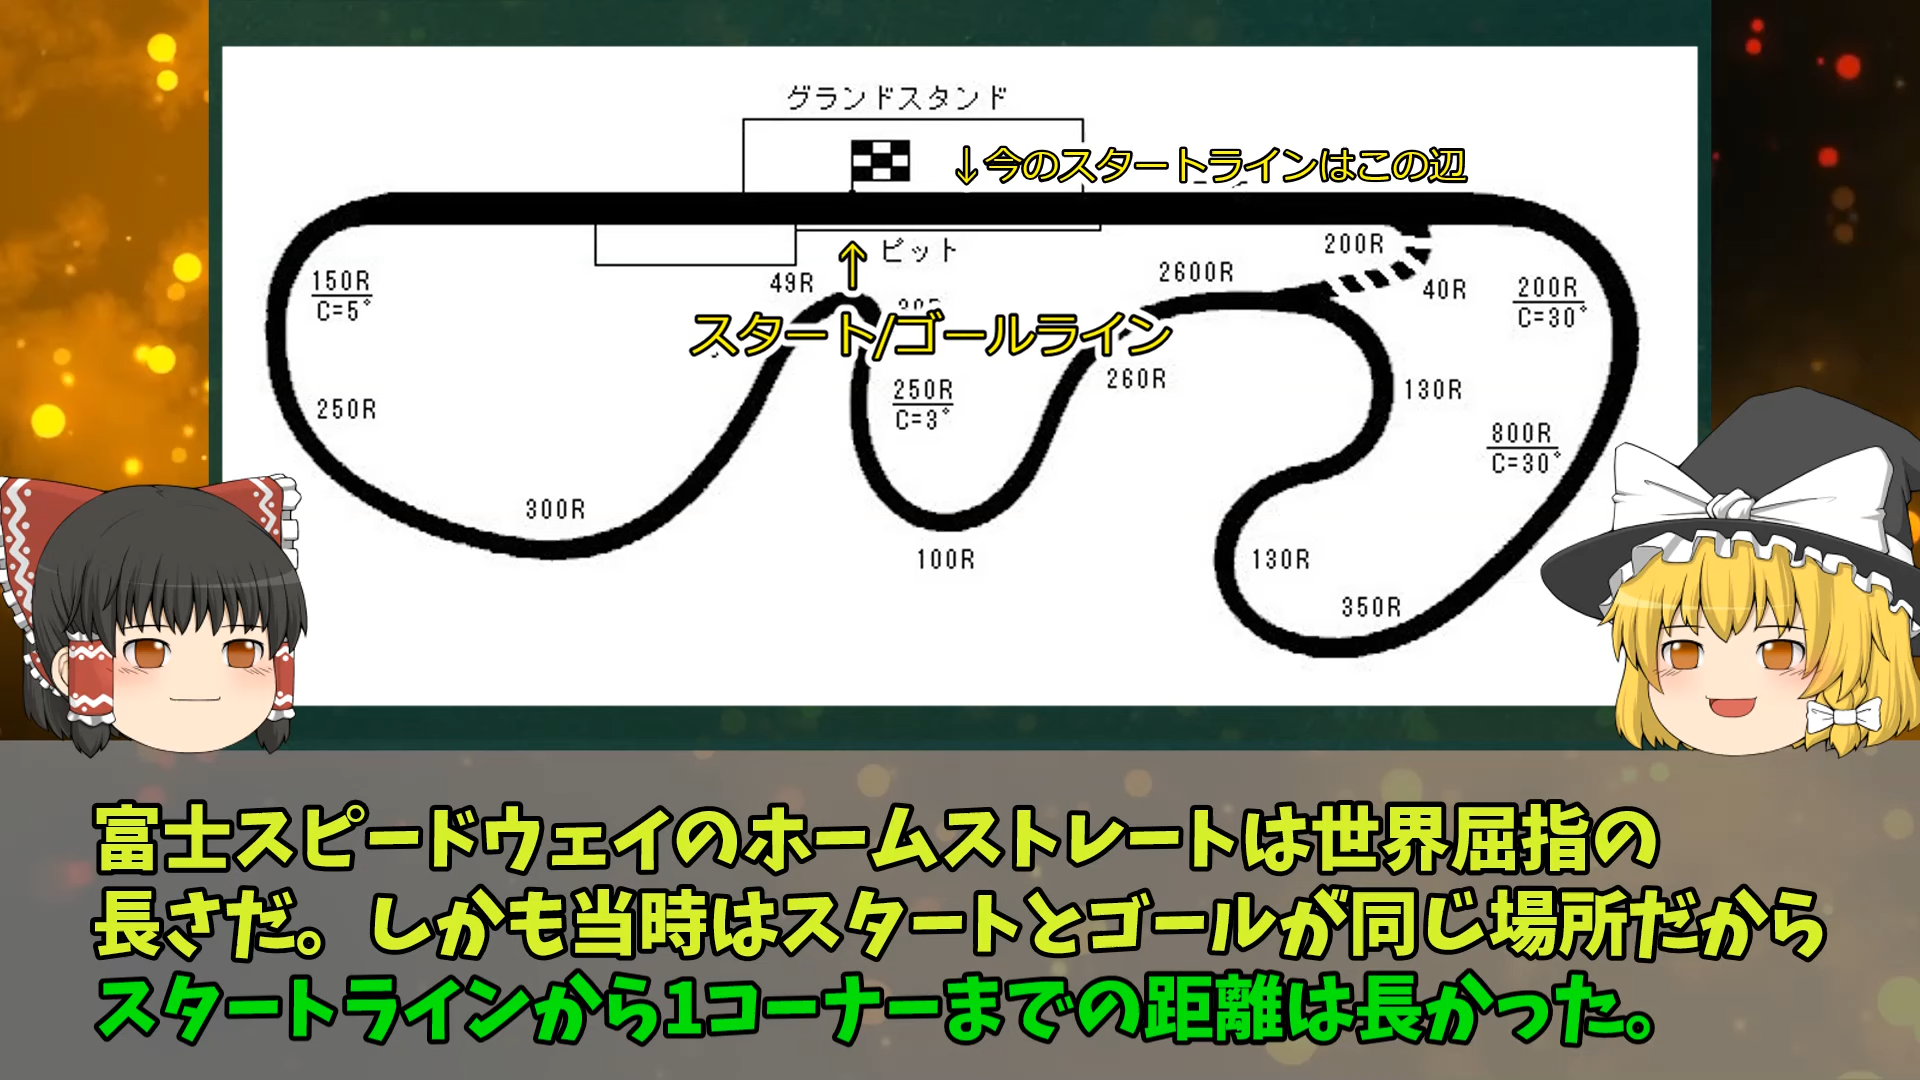 グランドスタンド
↓今のスタートラインはこの辺
ピット
スタート/ゴールライン
150R
C=5°
250R
300R
49R
250R
C=3°
100R
260R
2600R
200R
40R
130R
130R
350R
200R
C=30°
800R
C=30°
富士スピードウェイのホームストレートは世界屈指の
長さだ。しかも当時はスタートとゴールが同じ場所だから
スタートラインから1コーナーまでの距離は長かった。